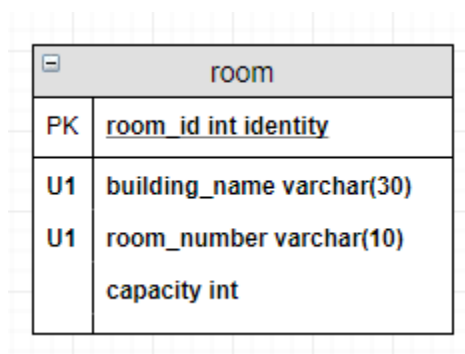 room
PK room_id int identity
U1 building_name varchar(30)
U1 room_number varchar(10)
capacity int